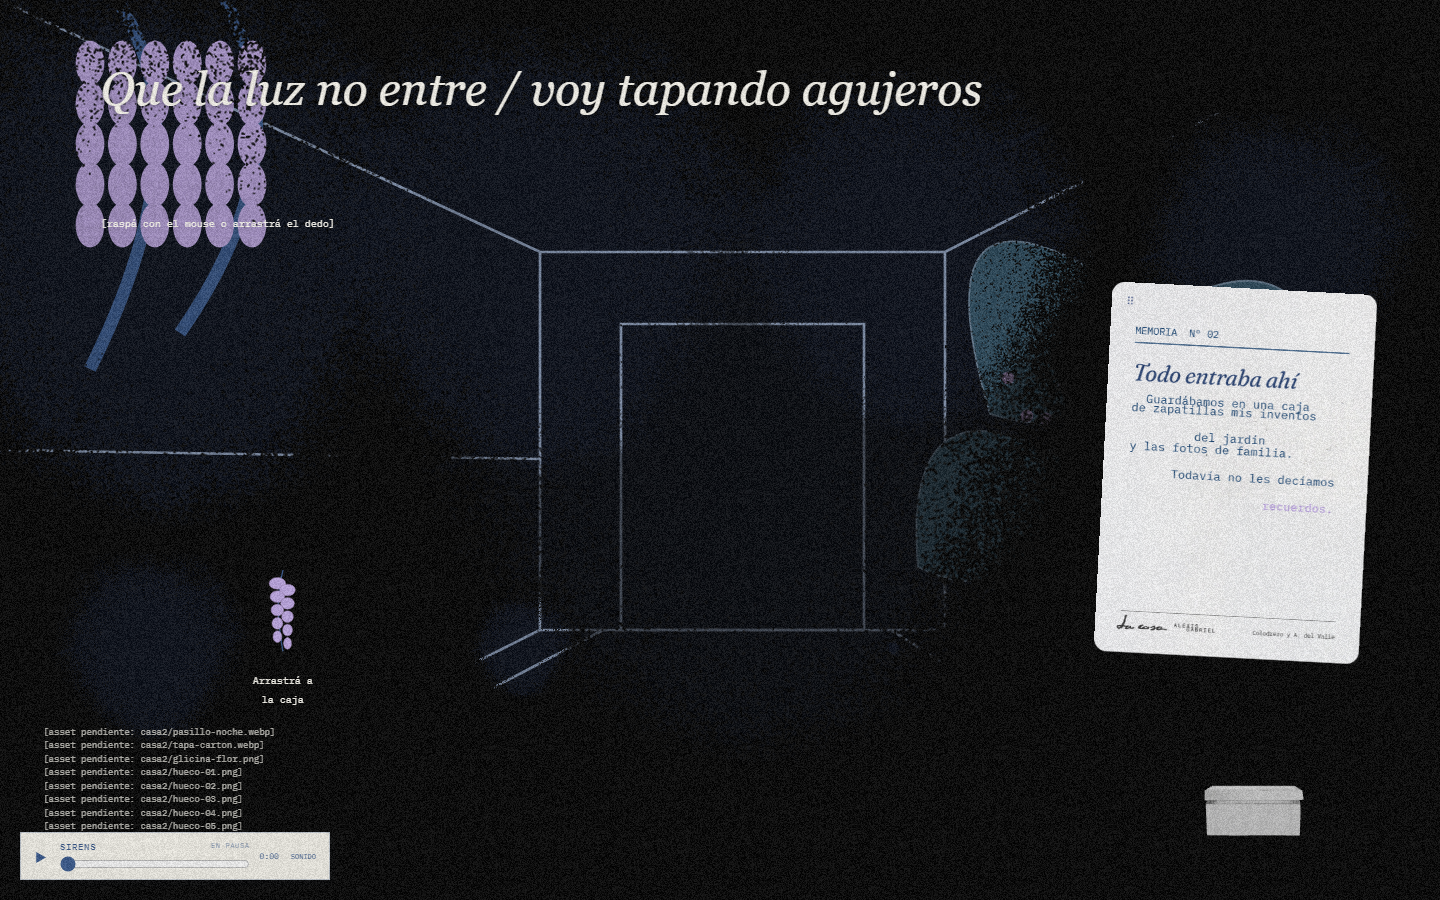 Que la luz no entre / voy tapando agujeros
[raspá con el mouse o arrastrá el dedo]
MEMORIA Nº 02
Todo entraba ahí
Guardábamos en una caja
de zapatillas mis inventos
del jardín
y las fotos de familia.
Todavía no les decíamos
recuerdos.
La casa
ALEXIS
GABRIEL
Colodrero y A. del Valle
Arrastrá a
la caja
[asset pendiente: casa2/pasillo-noche.webp]
[asset pendiente: casa2/tapa-carton.webp]
[asset pendiente: casa2/glicina-flor.png]
[asset pendiente: casa2/hueco-01.png]
[asset pendiente: casa2/hueco-02.png]
[asset pendiente: casa2/hueco-03.png]
[asset pendiente: casa2/hueco-04.png]
[asset pendiente: casa2/hueco-05.png]
SIRENS
EN PAUSA
0:00
SONIDO